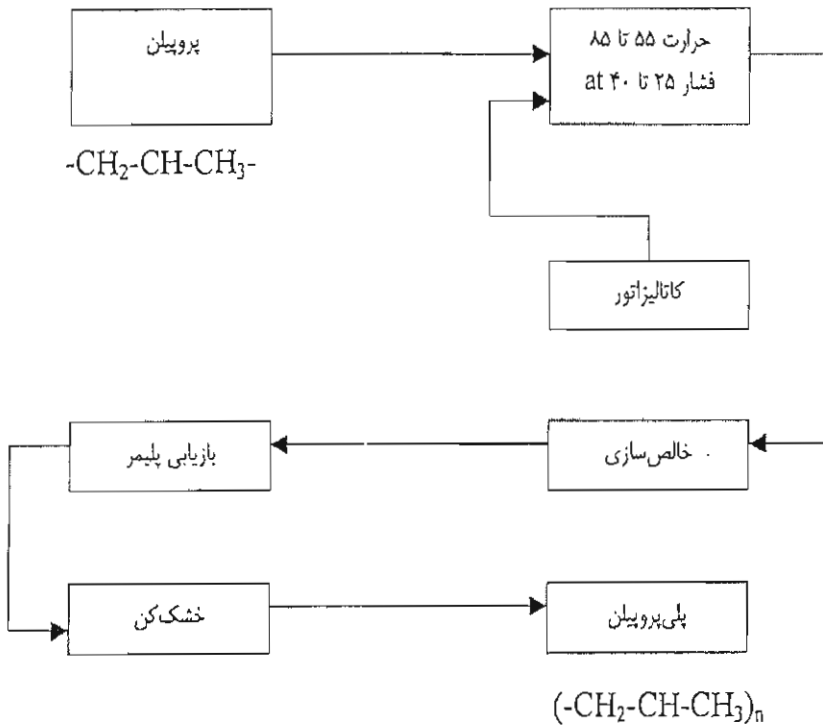 پروپیلن
حرارت ۵۵ تا ۸۵
فشار ۲۵ تا ۴۰ at
-CH₂-CH-CH₃-
کاتالیزاتور
خالص‌سازی
بازیابی پلیمر
خشک‌کن
پلی‌پروپیلن
(-CH₂-CH-CH₃)ₙ